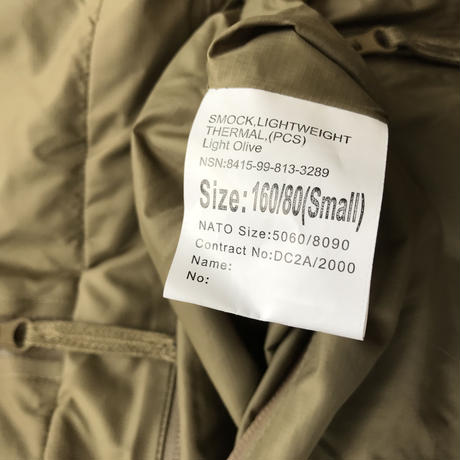 SMOCK,LIGHTWEIGHT
THERMAL,(PCS)
Light Olive
NSN:8415-99-813-3289
Size: 160/80(Small)
NATO Size:5060/8090
Contract No:DC2A/2000
Name:
No: